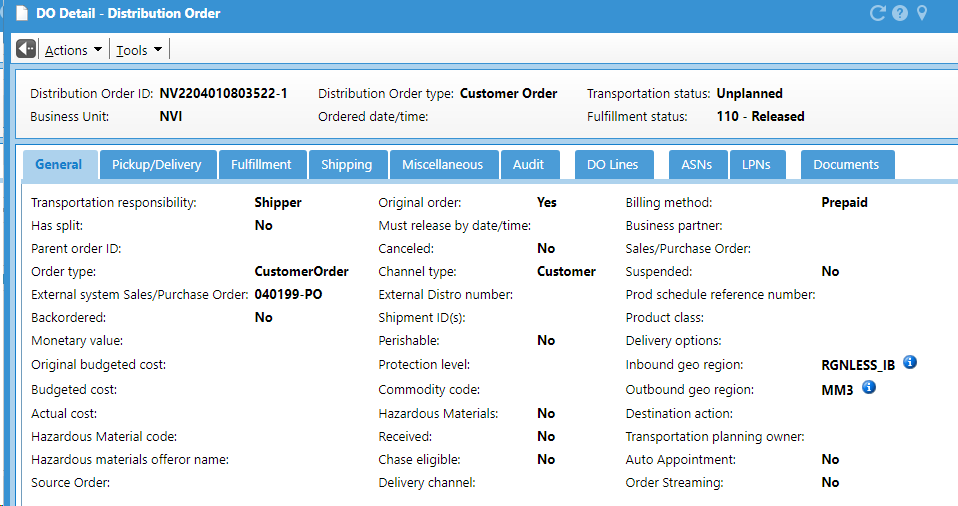 DO Detail - Distribution Order
Actions Tools
Distribution Order ID: NV2204010803522-1 Distribution Order type: Customer Order Transportation status: Unplanned
Business Unit: NVI Ordered date/time: Fulfillment status: 110 - Released
General Pickup/Delivery Fulfillment Shipping Miscellaneous Audit DO Lines ASNs LPNs Documents
Transportation responsibility: Shipper Original order: Yes Billing method: Prepaid
Has split: No Must release by date/time: Business partner:
Parent order ID: Canceled: No Sales/Purchase Order:
Order type: CustomerOrder Channel type: Customer Suspended: No
External system Sales/Purchase Order: 040199-PO External Distro number: Prod schedule reference number:
Backordered: No Shipment ID(s): Product class:
Monetary value: Perishable: No Delivery options:
Original budgeted cost: Protection level: Inbound geo region: RGNLESS_IB
Budgeted cost: Commodity code: Outbound geo region: MM3
Actual cost: Hazardous Materials: No Destination action:
Hazardous Material code: Received: No Transportation planning owner:
Hazardous materials offeror name: Chase eligible: No Auto Appointment: No
Source Order: Delivery channel: Order Streaming: No